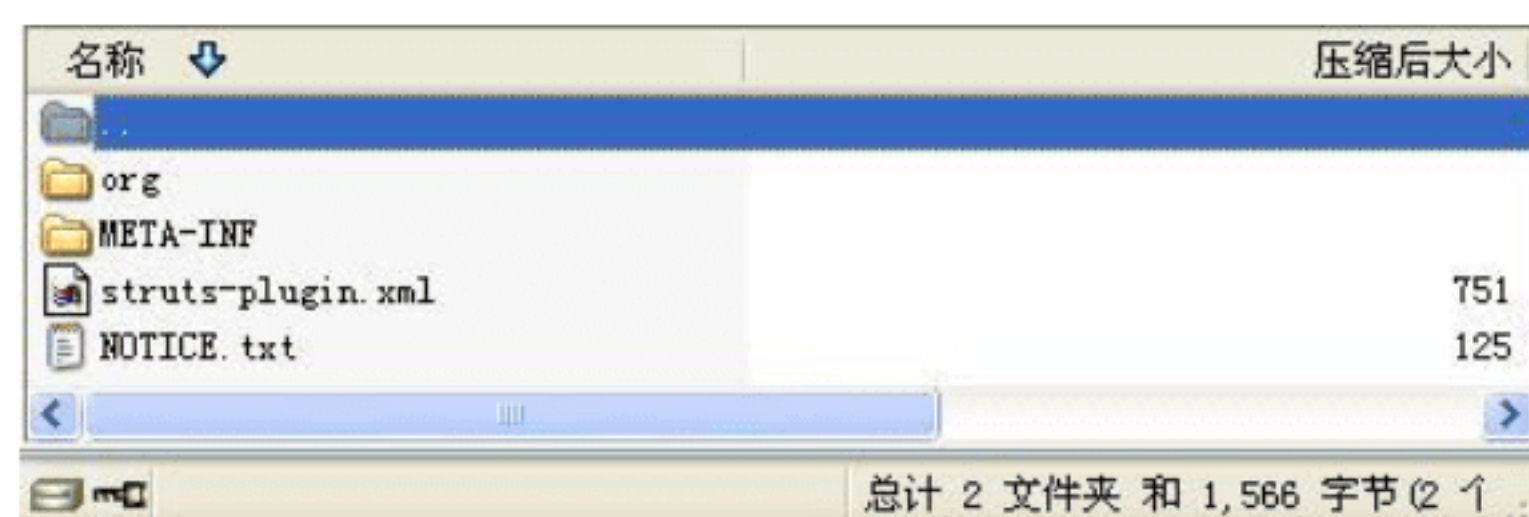 名称 压缩后大小
..
org
META-INF
struts-plugin.xml 751
NOTICE.txt 125
总计 2 文件夹 和 1,566 字节(2 个